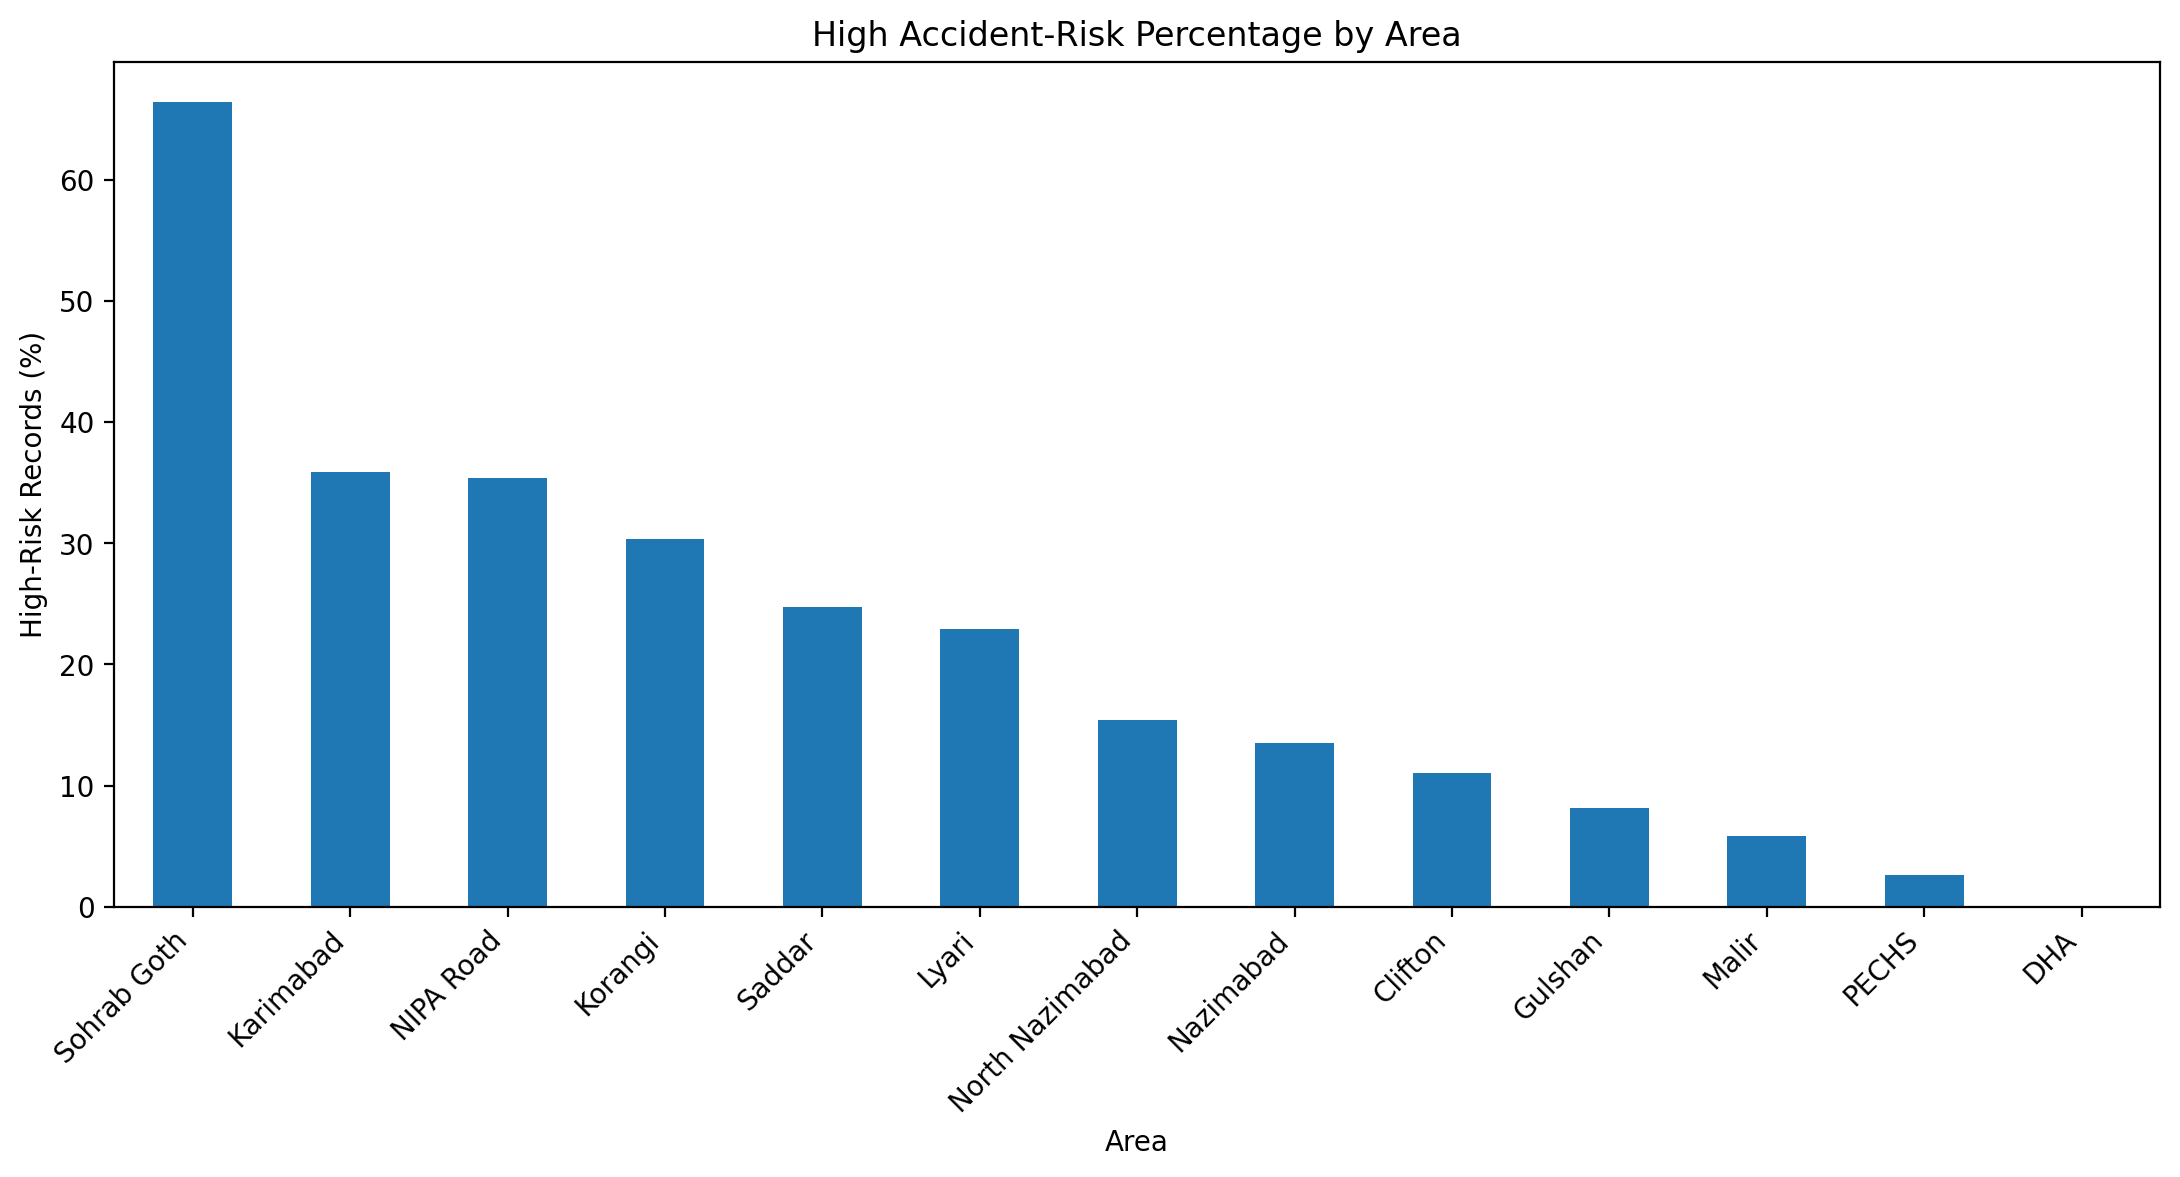 High Accident-Risk Percentage by Area
High-Risk Records (%)
60
50
40
30
20
10
0
Sohrab Goth
Karimabad
NIPA Road
Korangi
Saddar
Lyari
North Nazimabad
Nazimabad
Clifton
Gulshan
Malir
PECHS
DHA
Area